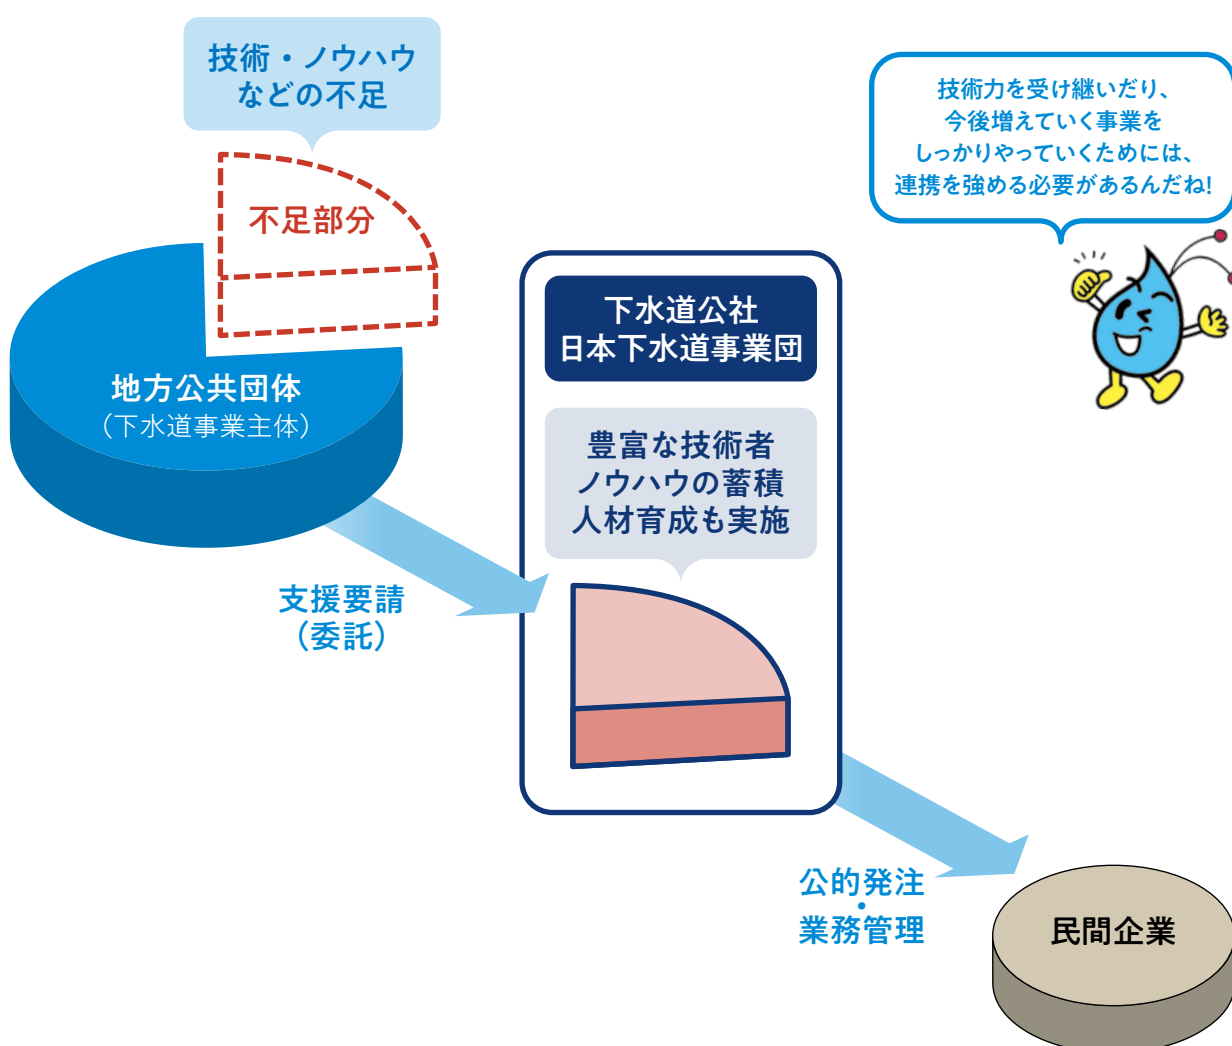 技術・ノウハウ
などの不足
不足部分
地方公共団体
（下水道事業主体）
支援要請
（委託）
下水道公社
日本下水道事業団
豊富な技術者
ノウハウの蓄積
人材育成も実施
公的発注
・
業務管理
民間企業
技術力を受け継いだり、
今後増えていく事業を
しっかりやっていくためには、
連携を強める必要があるんだね!